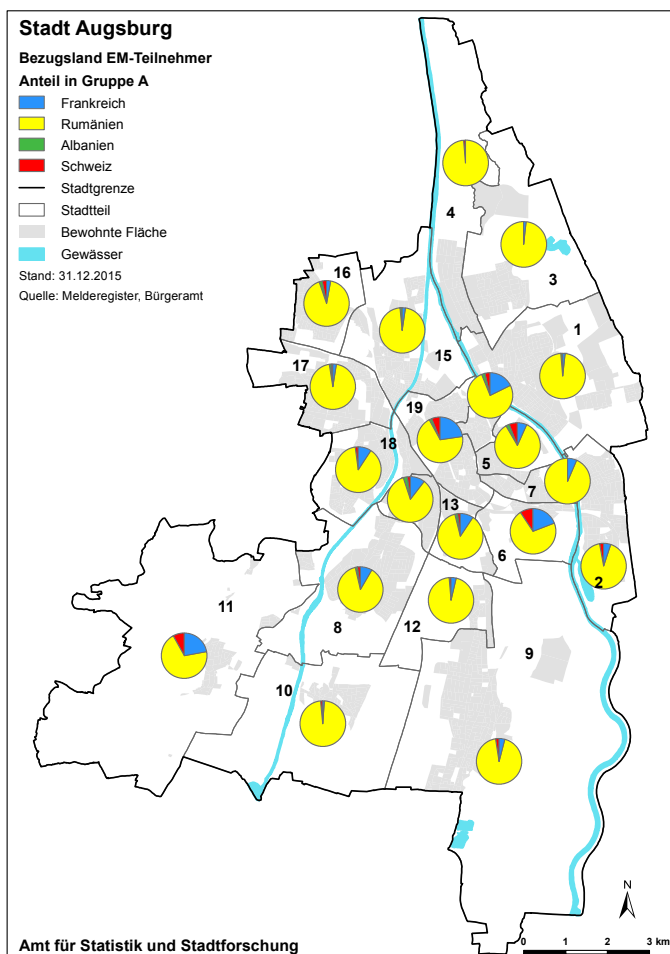 Stadt Augsburg
Bezugsland EM-Teilnehmer
Anteil in Gruppe A
Frankreich
Rumänien
Albanien
Schweiz
Stadtgrenze
Stadtteil
Bewohnte Fläche
Gewässer
Stand: 31.12.2015
Quelle: Melderegister, Bürgeramt
4
16
3
1
15
17
19
18
5
7
13
6
2
11
8
12
9
10
N
0 1 2 3 km
Amt für Statistik und Stadtforschung